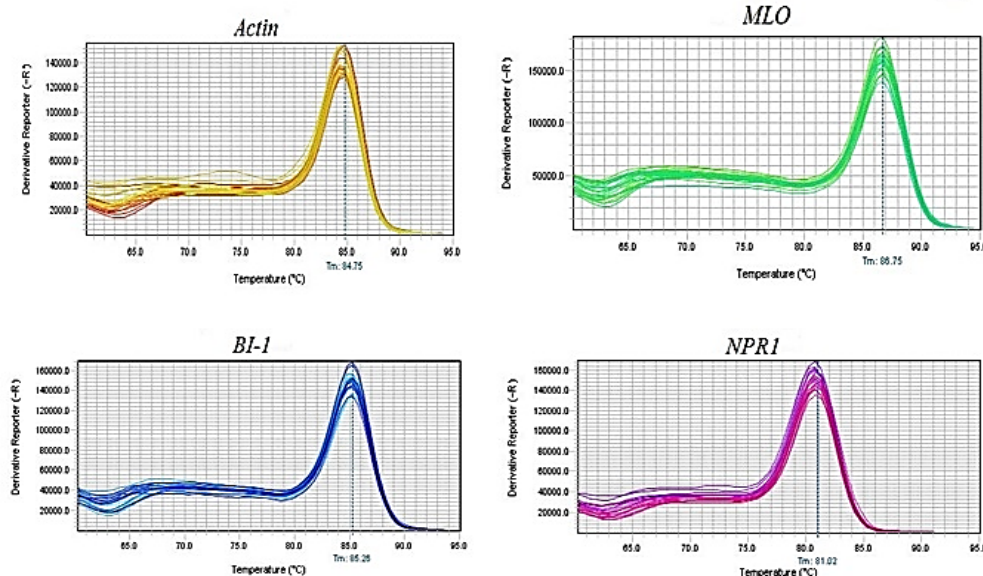 Actin
Derivative Reporter (-R)
140000.0
120000.0
100000.0
80000.0
60000.0
40000.0
20000.0
65.0 70.0 75.0 80.0 85.0 90.0 95.0
Tm: 84.75
Temperature (°C)
MLO
Derivative Reporter (-R)
150000.0
100000.0
50000.0
65.0 70.0 75.0 80.0 85.0 90.0 95.0
Tm: 86.75
Temperature (°C)
BI-1
Derivative Reporter (-R)
160000.0
140000.0
120000.0
100000.0
80000.0
60000.0
40000.0
20000.0
65.0 70.0 75.0 80.0 85.0 90.0 95.0
Tm: 85.25
Temperature (°C)
NPR1
Derivative Reporter (-R)
160000.0
140000.0
120000.0
100000.0
80000.0
60000.0
40000.0
20000.0
65.0 70.0 75.0 80.0 85.0 90.0 95.0
Tm: 81.02
Temperature (°C)